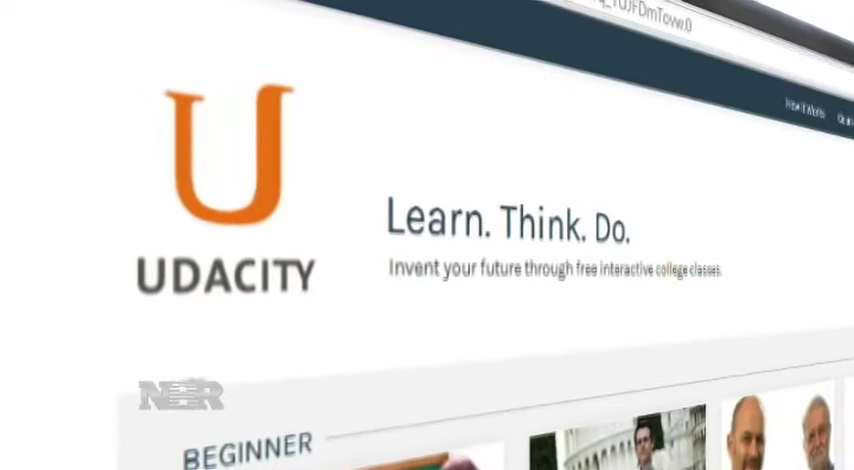 How it Works
U
UDACITY
Learn. Think. Do.
Invent your future through free interactive college classes.
NBR
BEGINNER